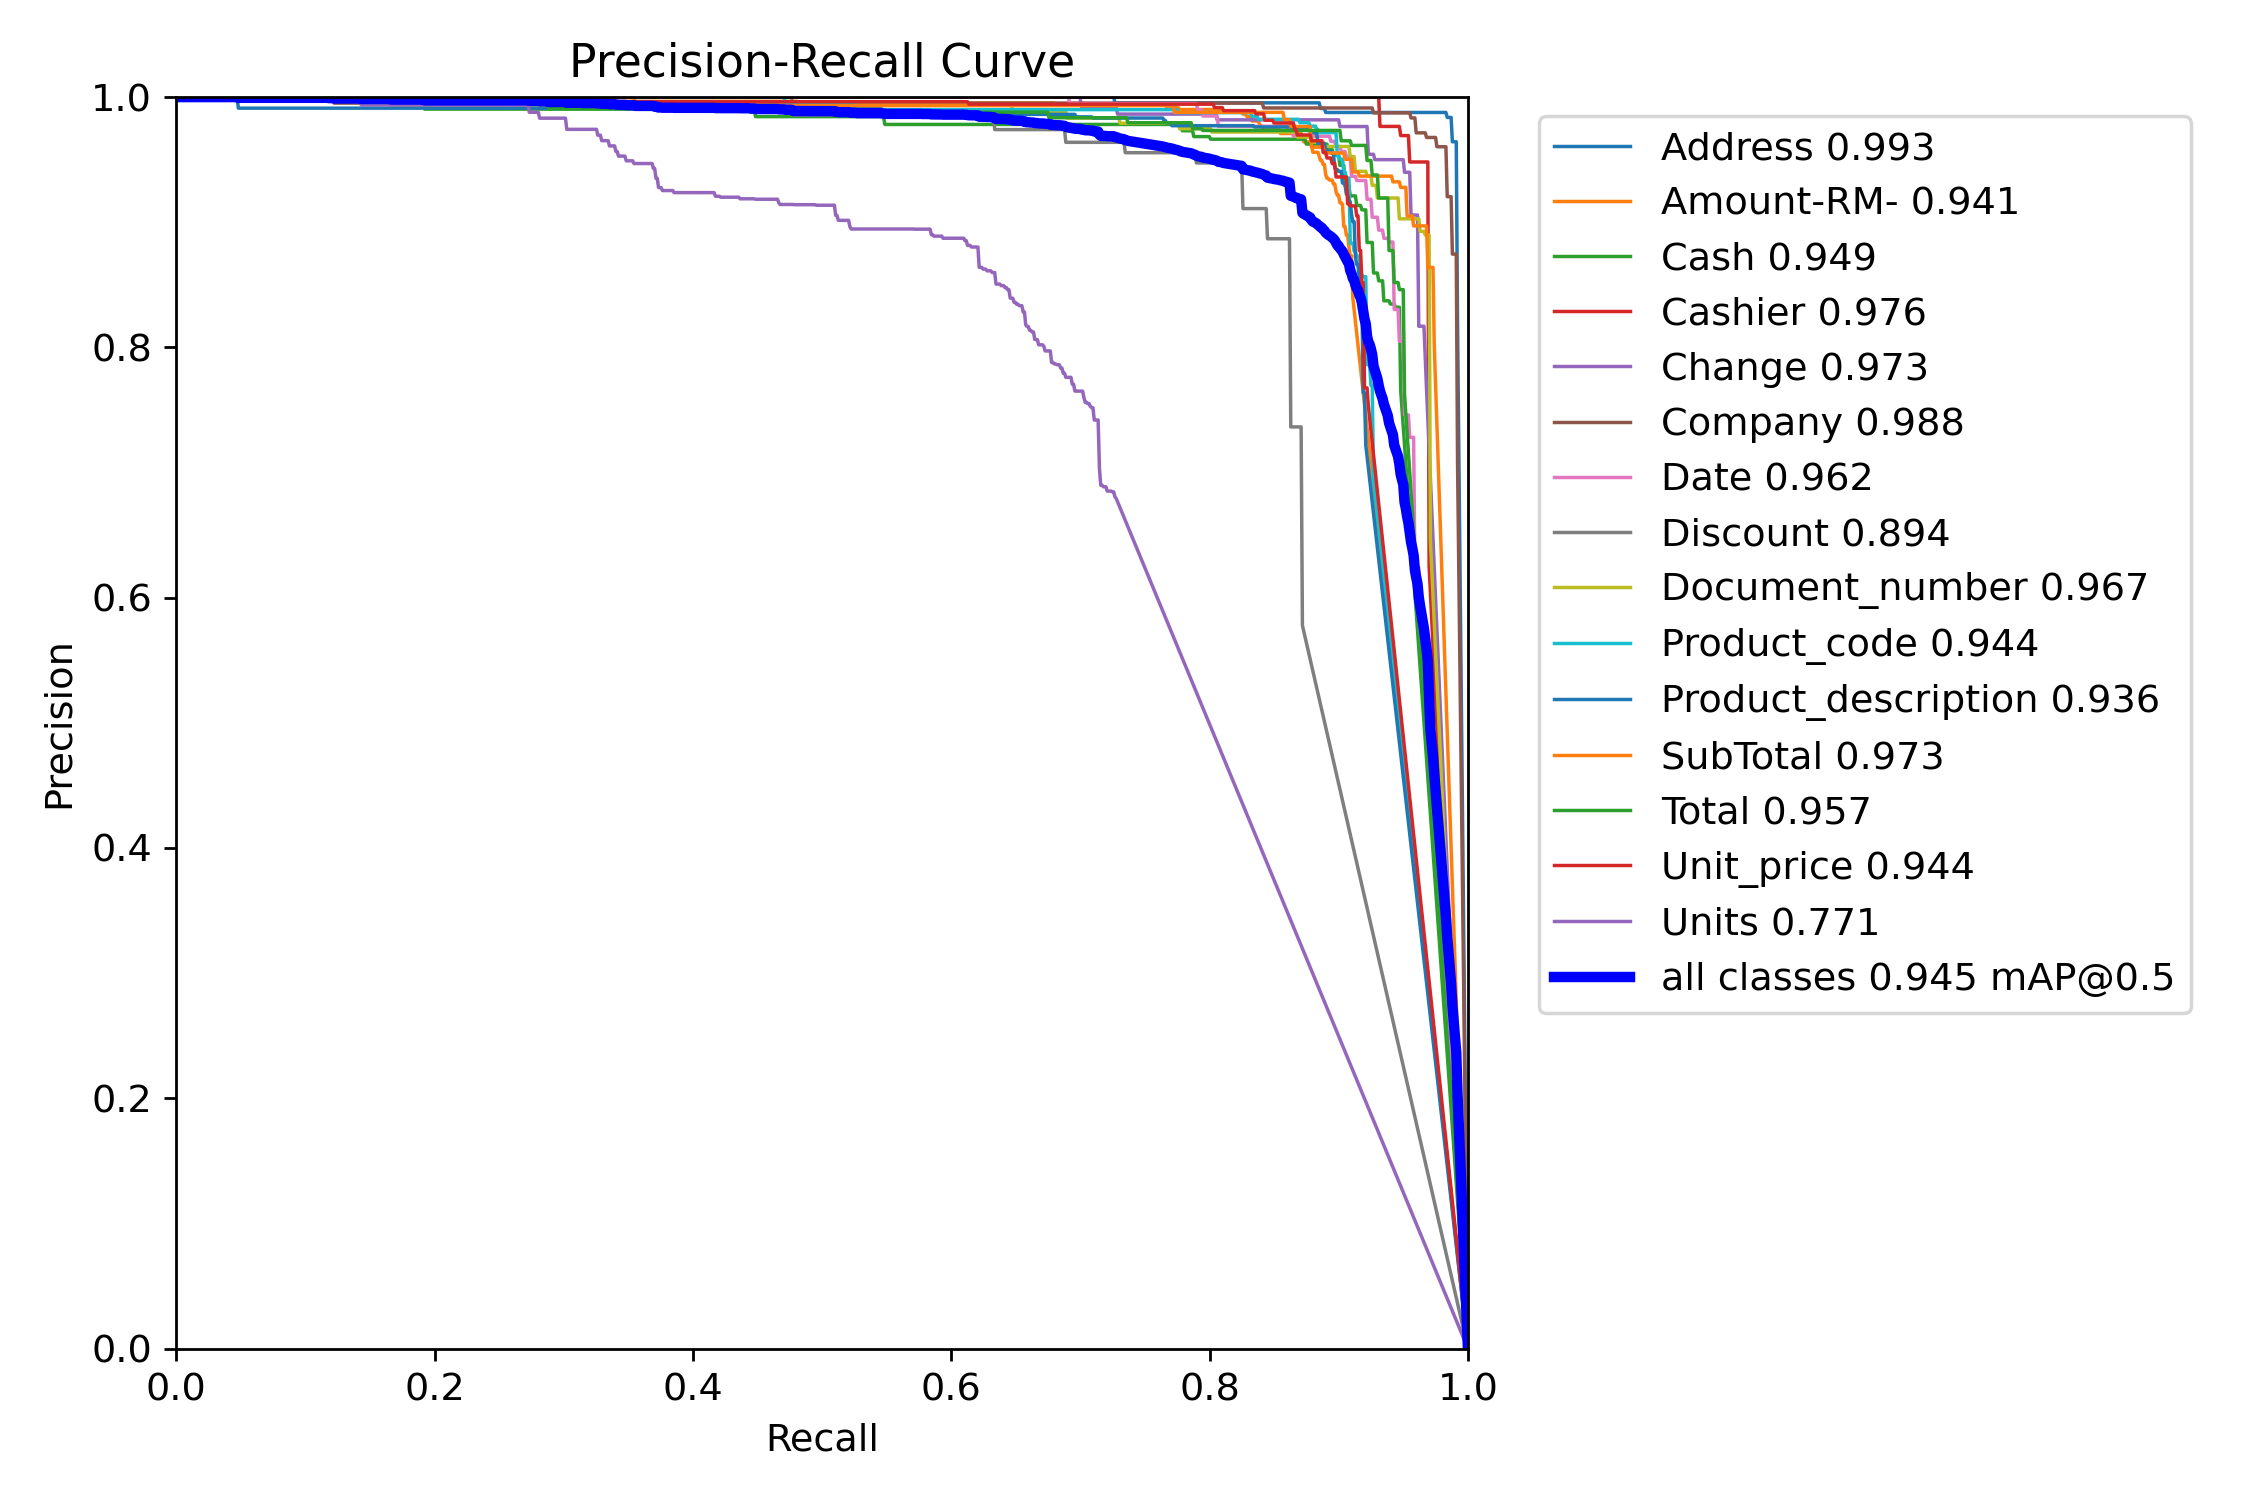 Precision-Recall Curve
1.0
0.8
0.6
0.4
0.2
0.0
Precision
0.0 0.2 0.4 0.6 0.8 1.0
Recall
Address 0.993
Amount-RM- 0.941
Cash 0.949
Cashier 0.976
Change 0.973
Company 0.988
Date 0.962
Discount 0.894
Document_number 0.967
Product_code 0.944
Product_description 0.936
SubTotal 0.973
Total 0.957
Unit_price 0.944
Units 0.771
all classes 0.945 mAP@0.5